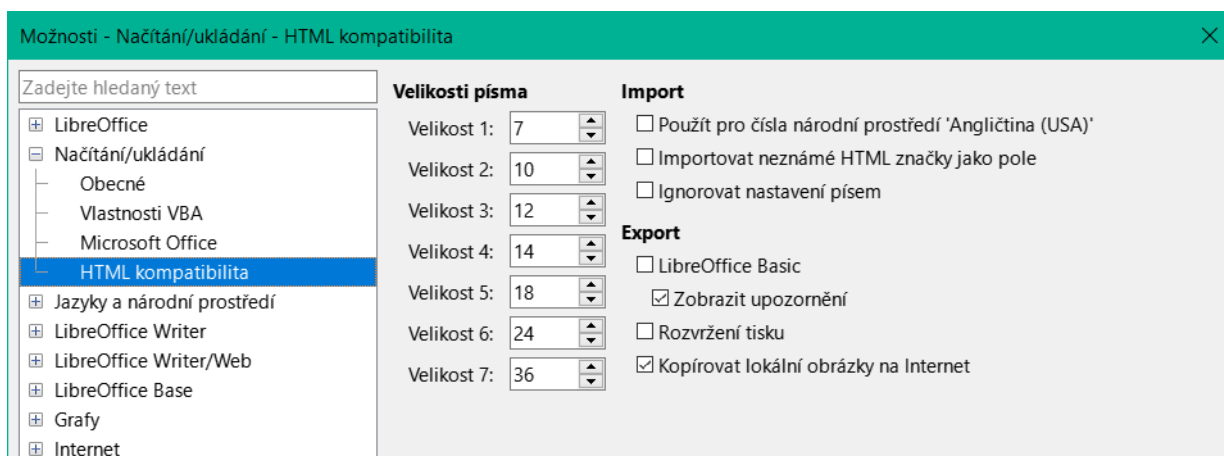 Možnosti - Načítání/ukládání - HTML kompatibilita
Zadejte hledaný text
LibreOffice
Načítání/ukládání
Obecné
Vlastnosti VBA
Microsoft Office
HTML kompatibilita
Jazyky a národní prostředí
LibreOffice Writer
LibreOffice Writer/Web
LibreOffice Base
Grafy
Internet
Velikosti písma
Velikost 1: 7
Velikost 2: 10
Velikost 3: 12
Velikost 4: 14
Velikost 5: 18
Velikost 6: 24
Velikost 7: 36
Import
Použít pro čísla národní prostředí 'Angličtina (USA)'
Importovat neznámé HTML značky jako pole
Ignorovat nastavení písem
Export
LibreOffice Basic
Zobrazit upozornění
Rozvržení tisku
Kopírovat lokální obrázky na Internet